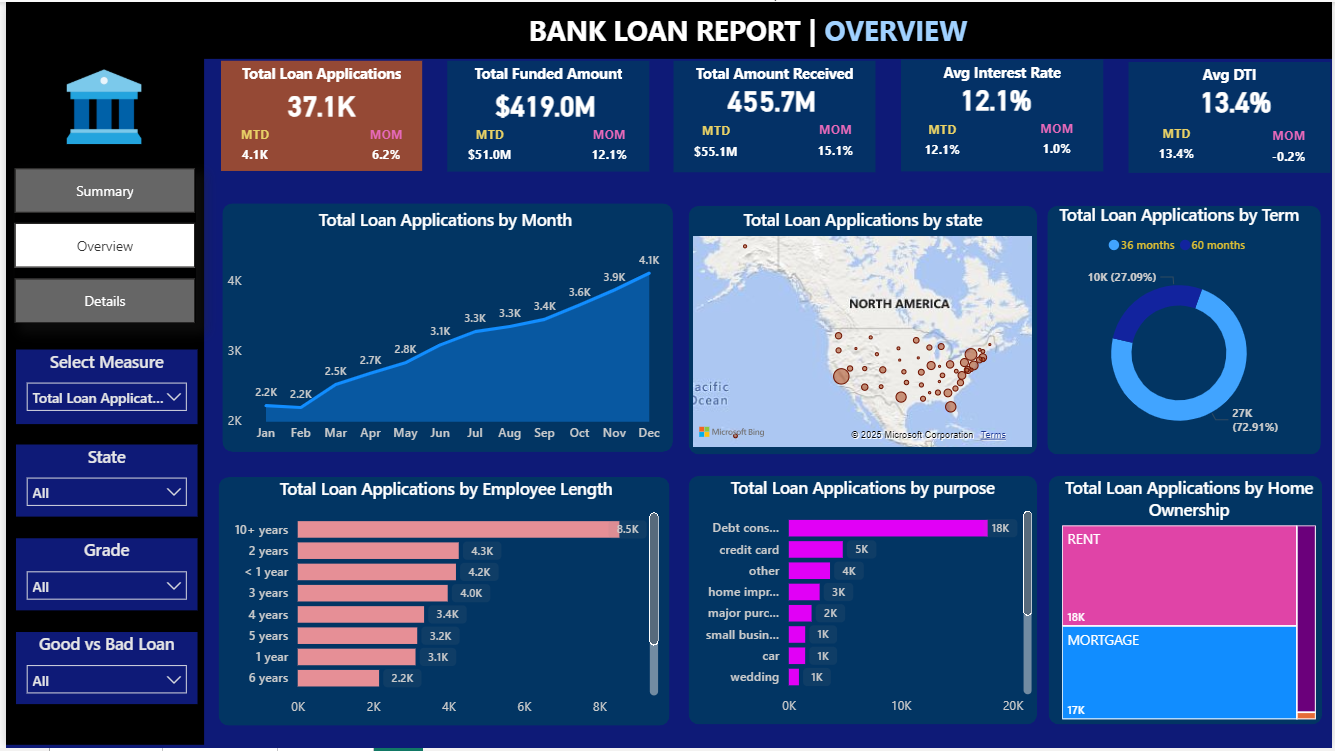 BANK LOAN REPORT | OVERVIEW
Total Loan Applications
37.1K
MTD
MOM
4.1K
6.2%
Total Funded Amount
$419.0M
MTD
MOM
$51.0M
12.1%
Total Amount Received
455.7M
MTD
MOM
$55.1M
15.1%
Avg Interest Rate
12.1%
MTD
MOM
12.1%
1.0%
Avg DTI
13.4%
MTD
MOM
13.4%
-0.2%
Summary
Overview
Details
Select Measure
Total Loan Applicat...
State
All
Grade
All
Good vs Bad Loan
All
Total Loan Applications by Month
4K
3K
2K
2.2K
2.2K
2.5K
2.7K
2.8K
3.1K
3.3K
3.3K
3.4K
3.6K
3.9K
4.1K
Jan Feb Mar Apr May Jun Jul Aug Sep Oct Nov Dec
Total Loan Applications by state
NORTH AMERICA
acific
Ocean
Microsoft Bing
© 2025 Microsoft Corporation Terms
Total Loan Applications by Term
36 months 60 months
10K (27.09%)
27K
(72.91%)
Total Loan Applications by Employee Length
10+ years 8.5K
2 years 4.3K
< 1 year 4.2K
3 years 4.0K
4 years 3.4K
5 years 3.2K
1 year 3.1K
6 years 2.2K
0K 2K 4K 6K 8K
Total Loan Applications by purpose
Debt cons... 18K
credit card 5K
other 4K
home impr... 3K
major purc... 2K
small busin... 1K
car 1K
wedding 1K
0K 10K 20K
Total Loan Applications by Home
Ownership
RENT
18K
MORTGAGE
17K